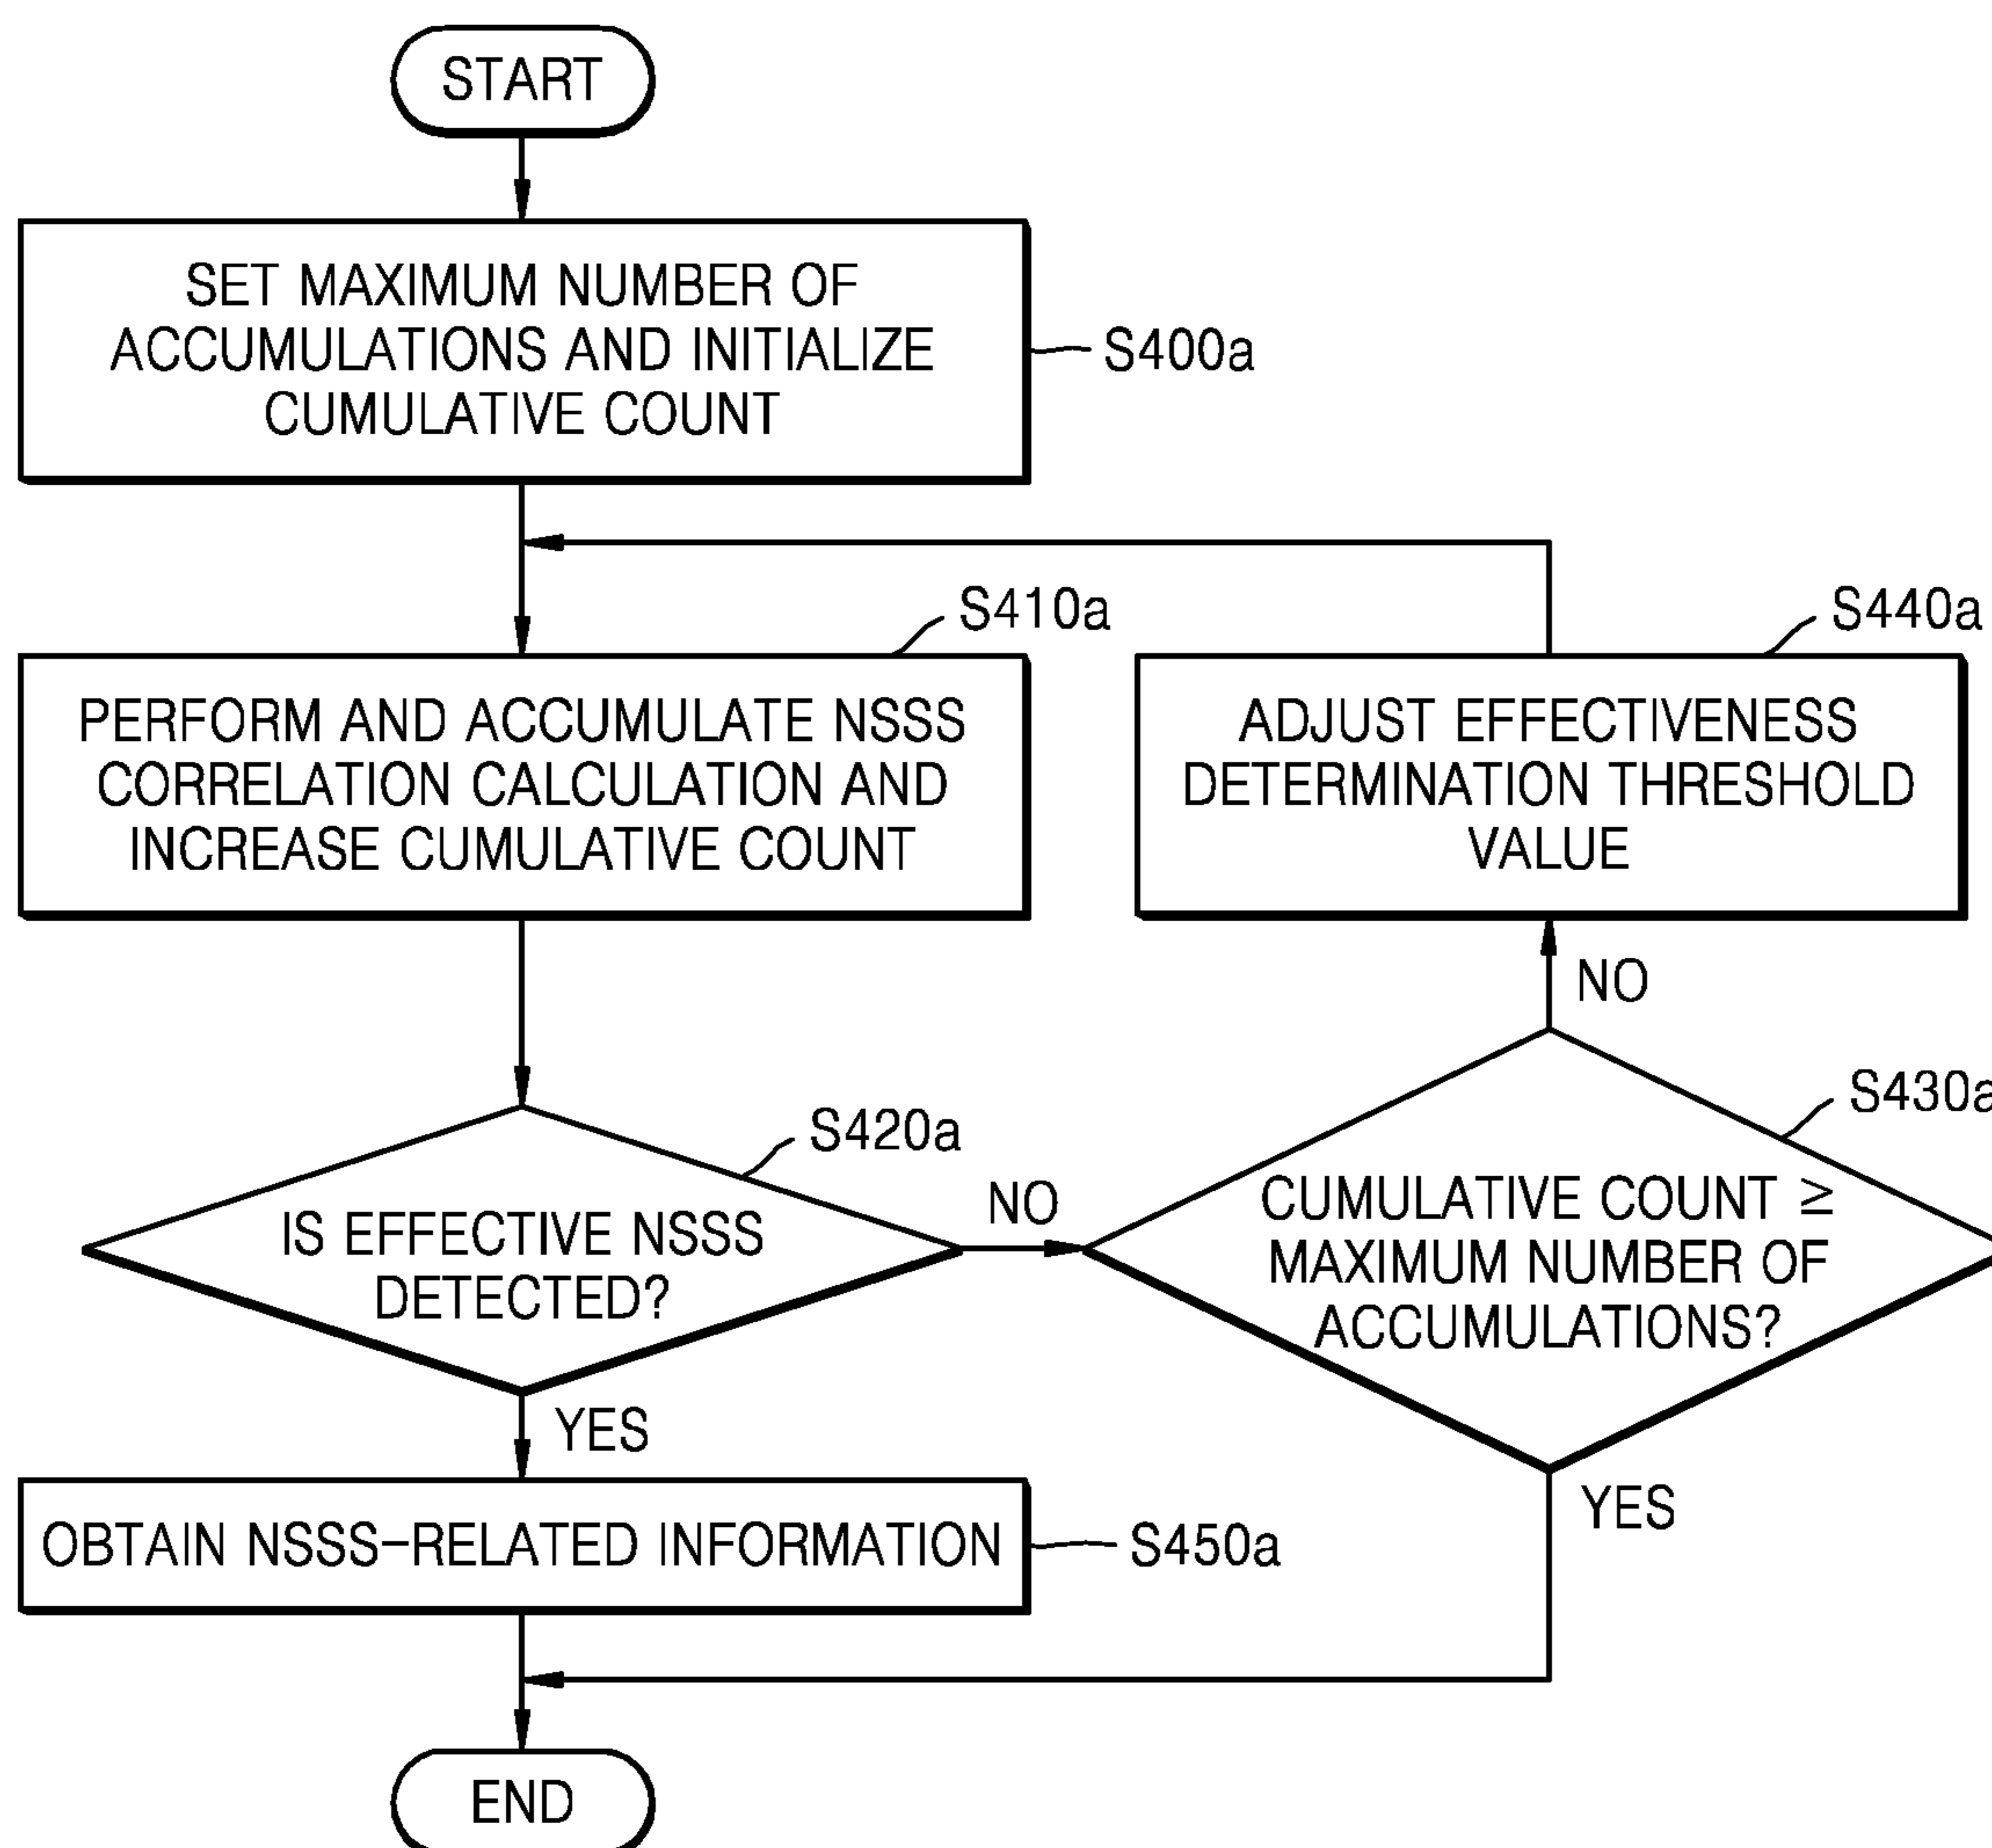 START
SET MAXIMUM NUMBER OF
ACCUMULATIONS AND INITIALIZE
CUMULATIVE COUNT
S400a
S410a
PERFORM AND ACCUMULATE NSSS
CORRELATION CALCULATION AND
INCREASE CUMULATIVE COUNT
S440a
ADJUST EFFECTIVENESS
DETERMINATION THRESHOLD
VALUE
NO
S420a
IS EFFECTIVE NSSS
DETECTED?
NO
S430a
CUMULATIVE COUNT ≥
MAXIMUM NUMBER OF
ACCUMULATIONS?
YES
YES
OBTAIN NSSS-RELATED INFORMATION
S450a
END